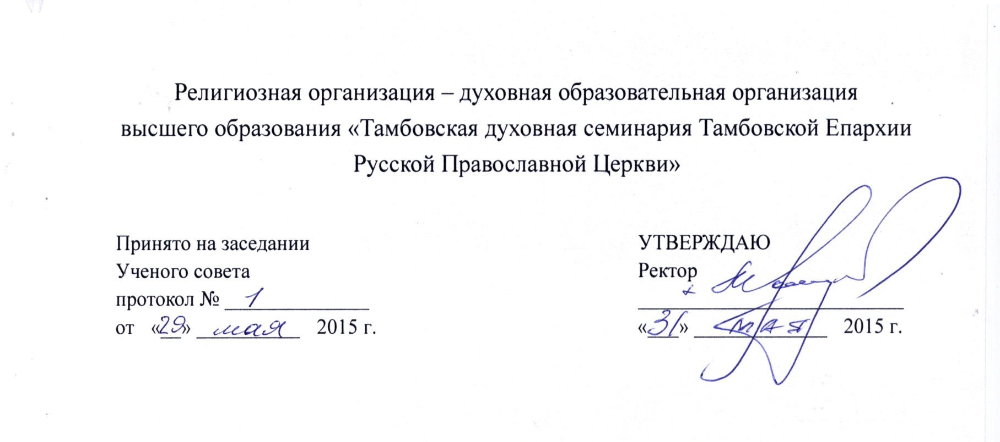 Религиозная организация – духовная образовательная организация
высшего образования «Тамбовская духовная семинария Тамбовской Епархии
Русской Православной Церкви»
Принято на заседании
Ученого совета
протокол № 1
от «29» мая 2015 г.
УТВЕРЖДАЮ
Ректор
«31» мая 2015 г.